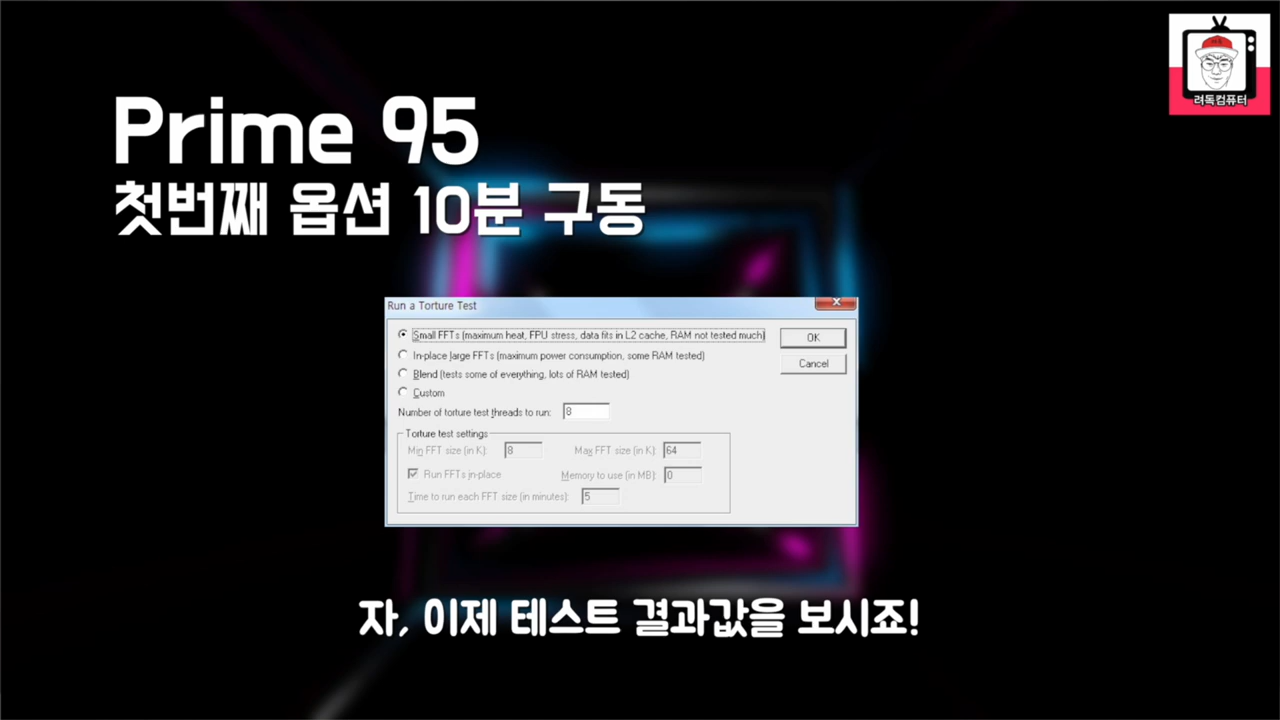 려독컴퓨터
Prime 95
첫번째 옵션 10분 구동
Run a Torture Test
Small FFTs (maximum heat, FPU stress, data fits in L2 cache, RAM not tested much)
OK
In-place large FFTs (maximum power consumption, some RAM tested)
Cancel
Blend (tests some of everything, lots of RAM tested)
Custom
Number of torture test threads to run: 8
Torture test settings
Min FFT size (in K): 8 Max FFT size (in K): 64
Run FFTs in-place Memory to use (in MB): 0
Time to run each FFT size (in minutes): 5
자, 이제 테스트 결과값을 보시죠!